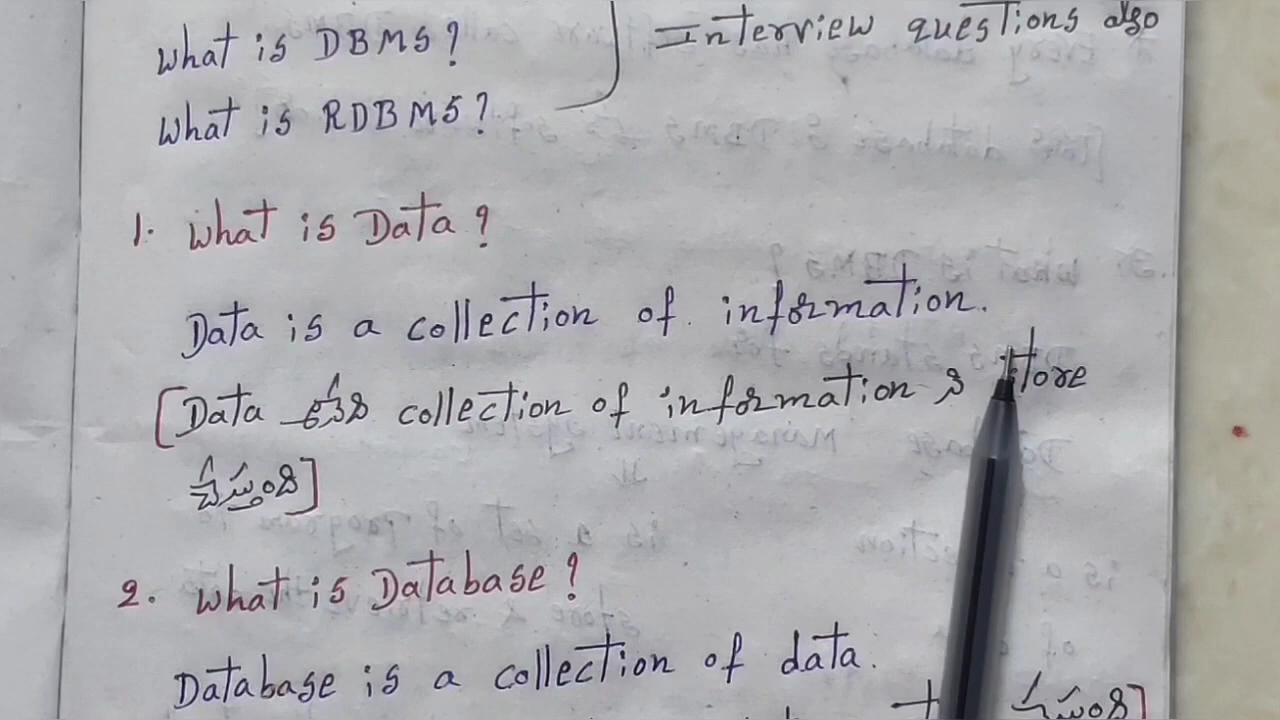 What is DBMS?
Interview questions also
What is RDBMS?
1. What is Data?
Data is a collection of information.
[Data అనేది collection of information ని store
చేస్తుంది]
2. What is Database?
Database is a collection of data.